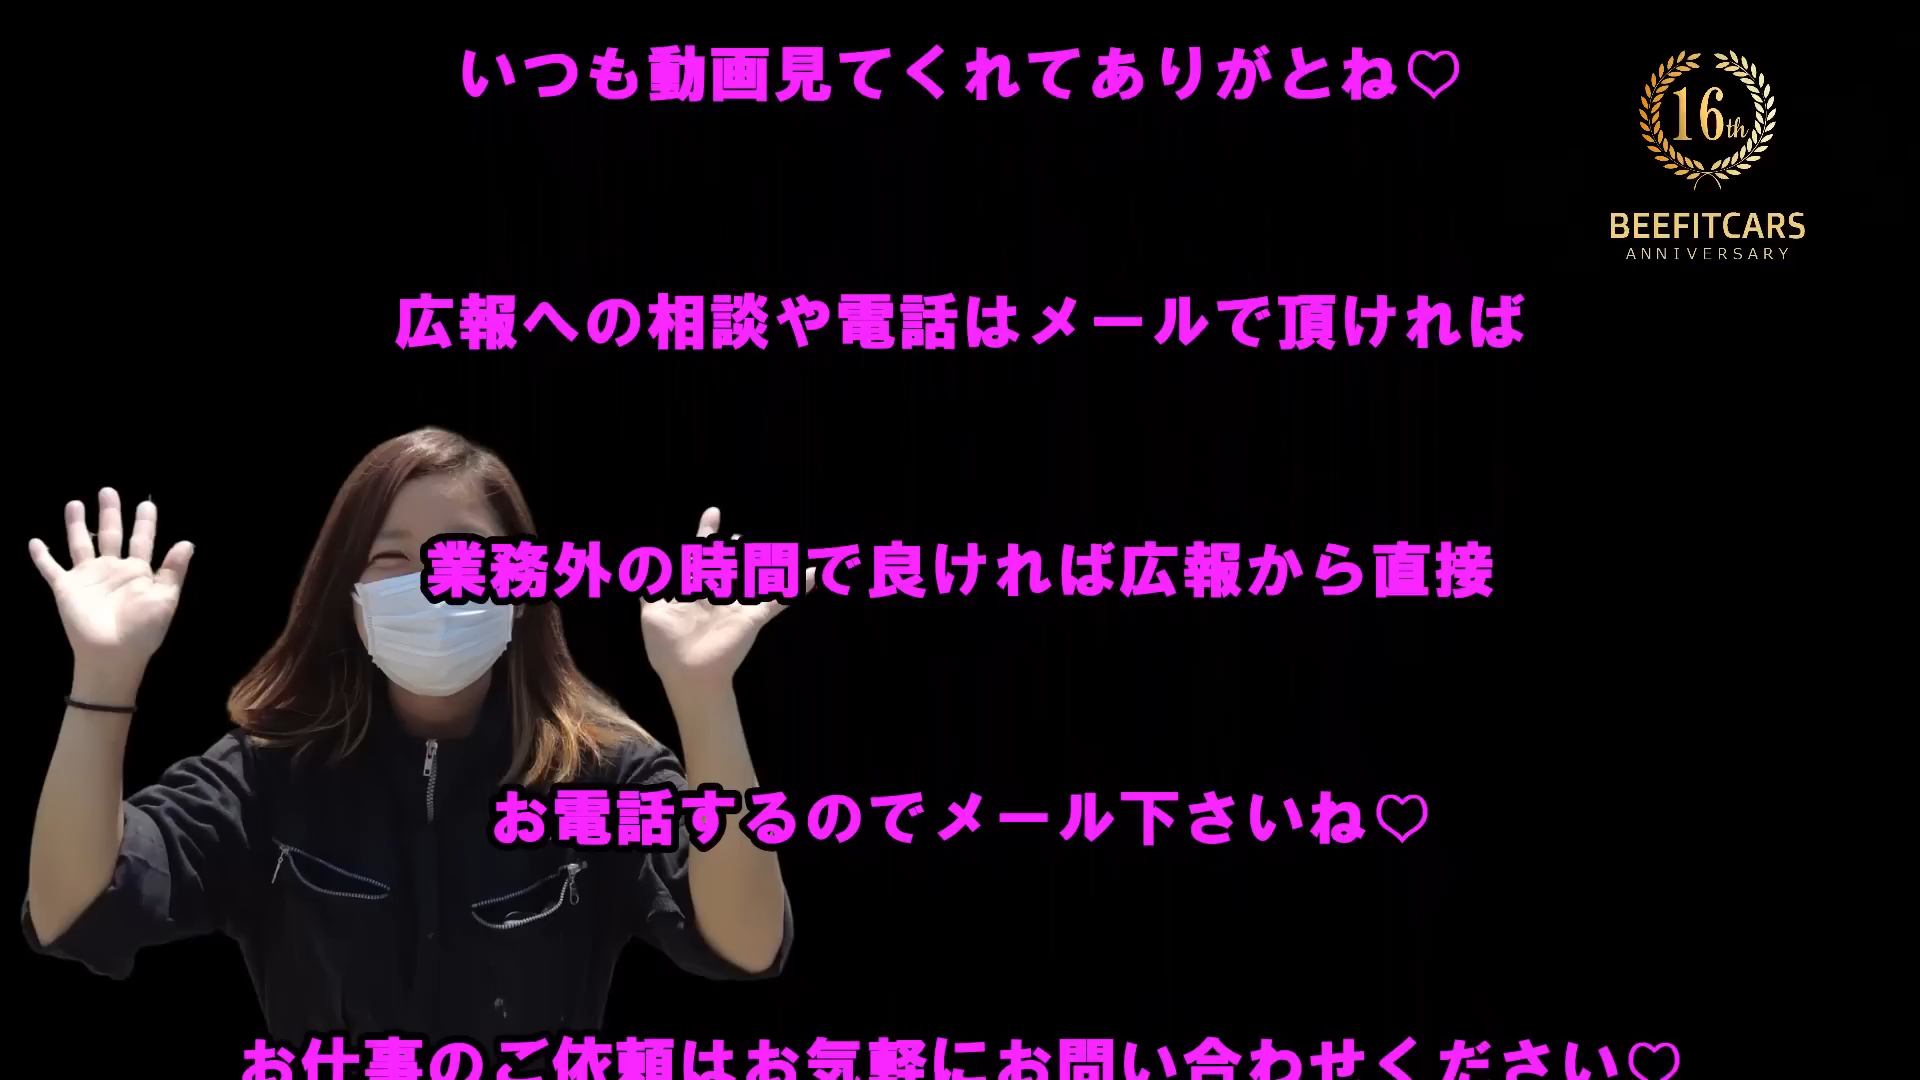 いつも動画見てくれてありがとね♡
16th
BEEFITCARS
ANNIVERSARY
広報への相談や電話はメールで頂ければ
業務外の時間で良ければ広報から直接
お電話するのでメール下さいね♡
お仕事のご依頼はお気軽にお問い合わせください♡